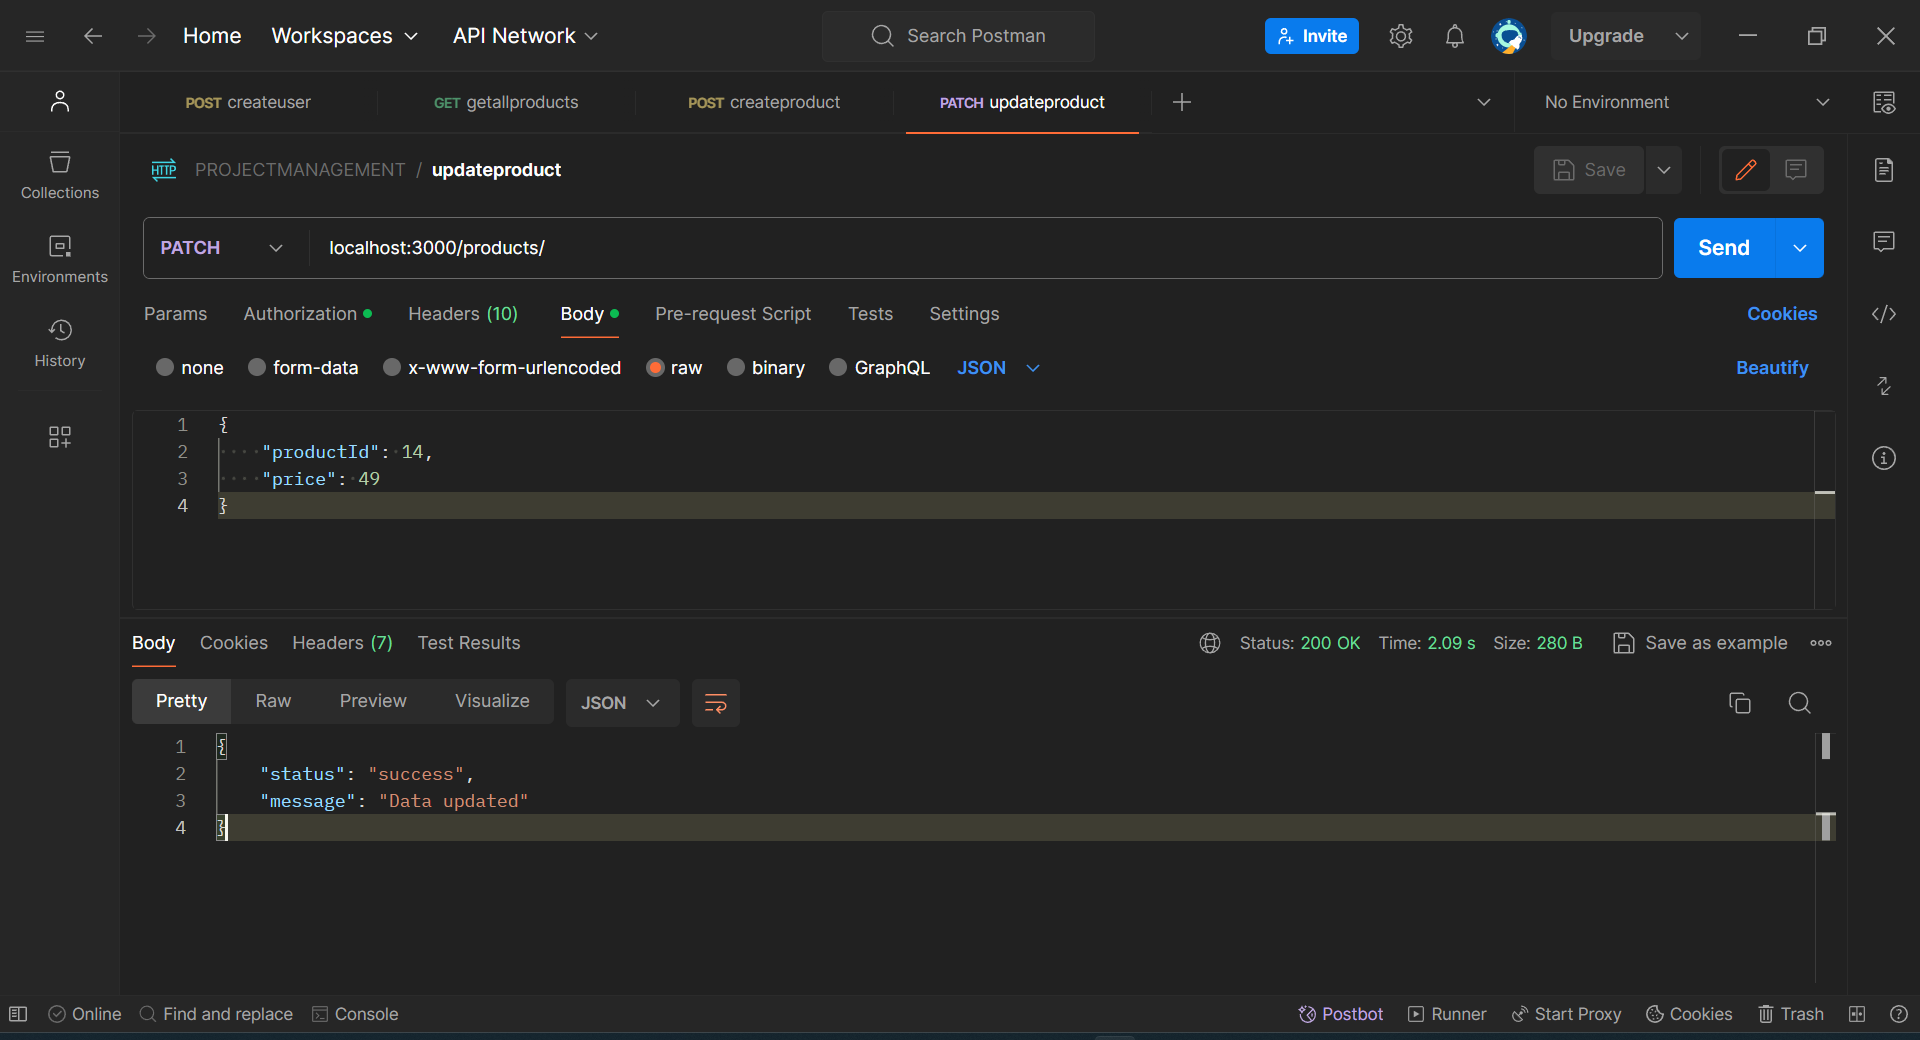 Home Workspaces API Network Search Postman Invite Upgrade
POST createuser GET getallproducts POST createproduct PATCH updateproduct No Environment
HTTP PROJECTMANAGEMENT / updateproduct Save
Collections
PATCH localhost:3000/products/ Send
Environments
Params Authorization Headers (10) Body Pre-request Script Tests Settings Cookies
History
none form-data x-www-form-urlencoded raw binary GraphQL JSON Beautify
1 {
2 "productId": 14,
3 "price": 49
4 }
Body Cookies Headers (7) Test Results Status: 200 OK Time: 2.09 s Size: 280 B Save as example
Pretty Raw Preview Visualize JSON
1 {
2 "status": "success",
3 "message": "Data updated"
4 }
Online Find and replace Console Postbot Runner Start Proxy Cookies Trash